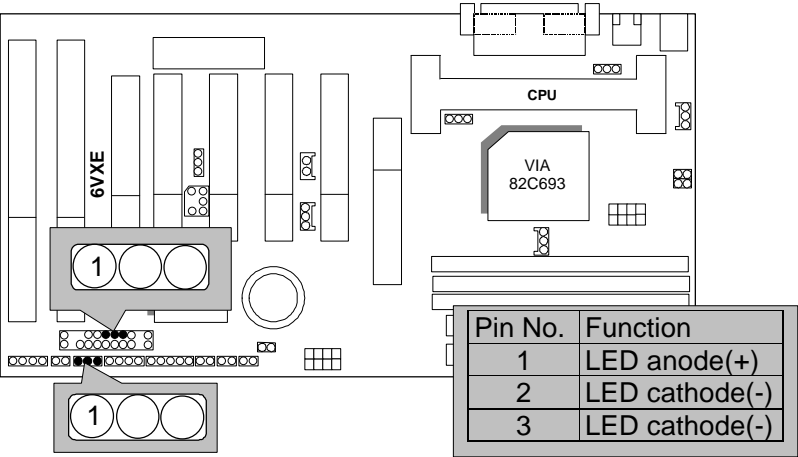 CPU
VIA
82C693
6VXE
1
1
Pin No. Function
1 LED anode(+)
2 LED cathode(-)
3 LED cathode(-)